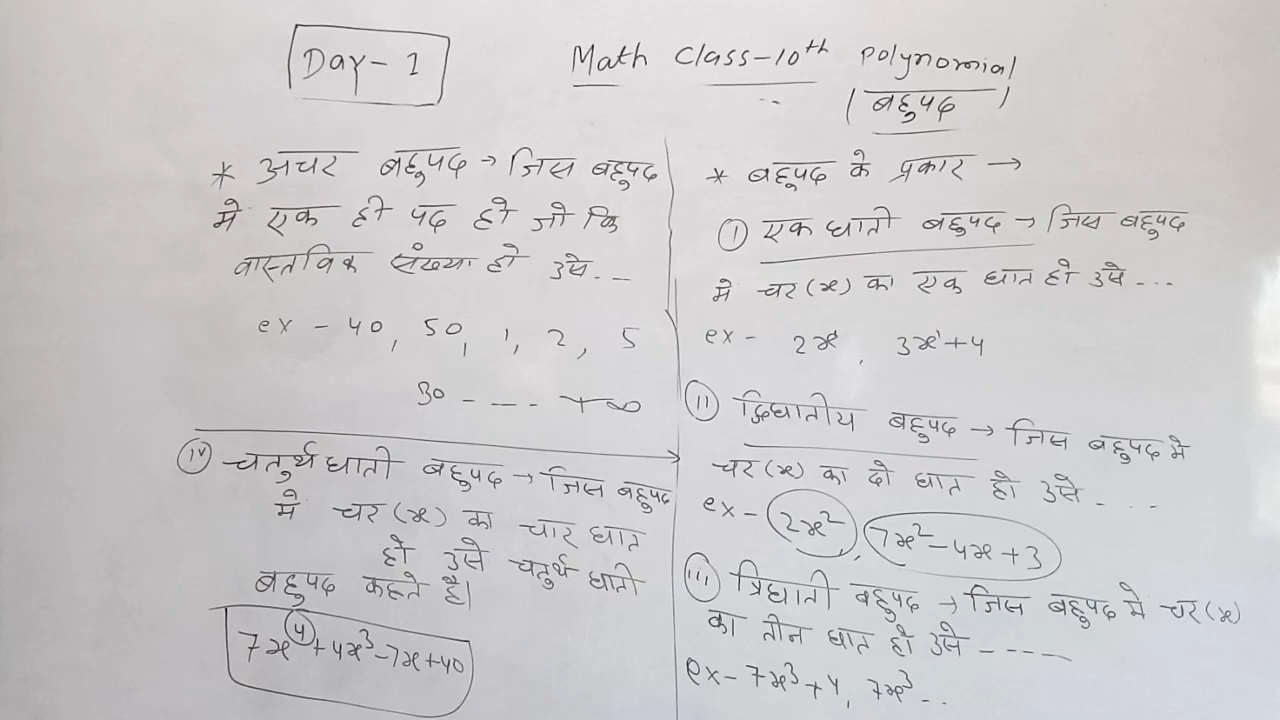 Day-1
Math Class-10th Polynomial
(बहुपद)
* अचर बहुपद → जिस बहुपद
मे एक ही पद हो जो कि
वास्तविक संख्या हो उसे...
ex - 40, 50, 1, 2, 5
30 ---- +∞
* बहुपद के प्रकार →
(I) एक घाती बहुपद → जिस बहुपद
मे चर (x) का एक घात हो उसे ...
ex - 2x¹, 3x¹+4
(II) द्विघातीय बहुपद → जिस बहुपद मे
चर (x) का दो घात हो उसे ....
ex - 2x², 7x²-4x+3
(III) त्रिघाती बहुपद → जिस बहुपद मे चर (x)
का तीन घात हो उसे -----
ex - 7x³+4, 7x³..
(IV) चतुर्थ घाती बहुपद → जिस बहुपद
मे चर (x) का चार घात
हो उसे चतुर्थ घाती
बहुपद कहते है।
7x⁴+4x³-7x+40